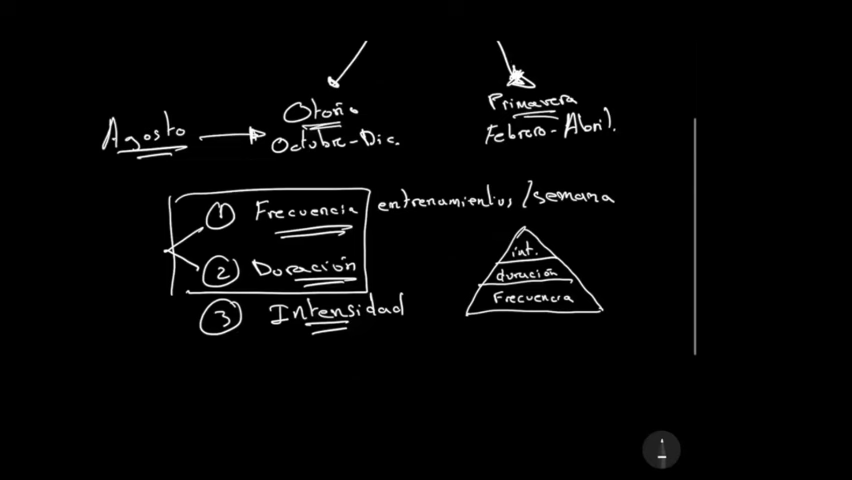 Otoño
Primavera
Agosto
Octubre-Dic.
Febrero-Abril.
1 Frecuencia entrenamientos/semana
2 Duración
3 Intensidad
int.
duración
Frecuencia